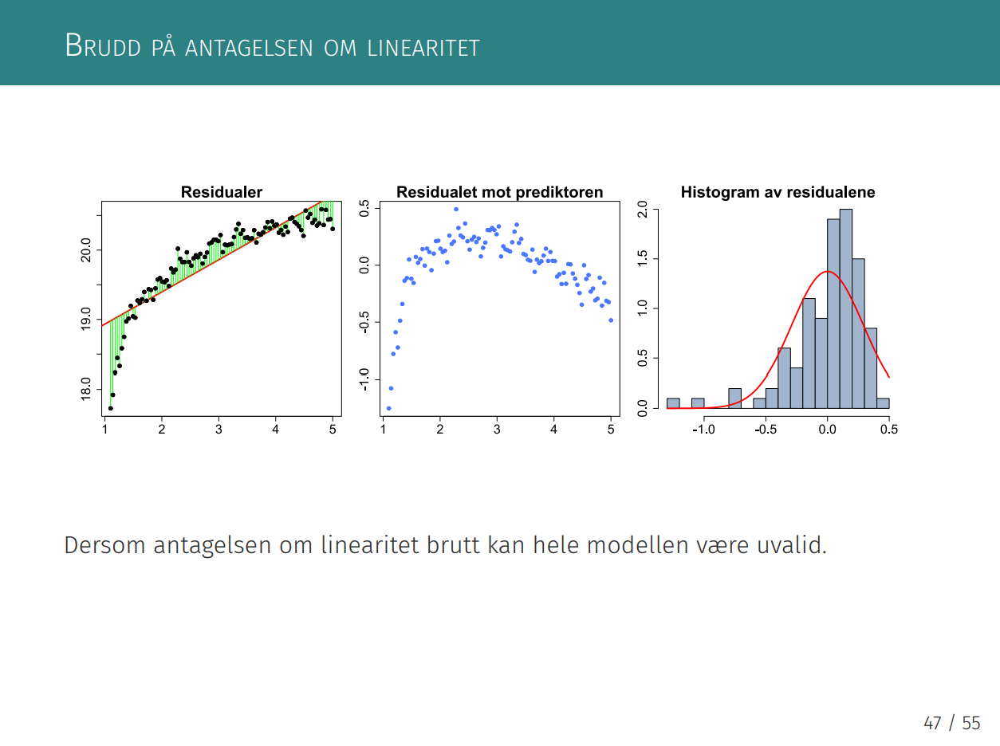 Brudd på antagelsen om linearitet
Residualer
Residualet mot prediktoren
Histogram av residualene
20.0
19.0
18.0
1 2 3 4 5
0.5
0.0
-0.5
-1.0
1 2 3 4 5
2.0
1.5
1.0
0.5
0.0
-1.0 -0.5 0.0 0.5
Dersom antagelsen om linearitet brutt kan hele modellen være uvalid.
47 / 55